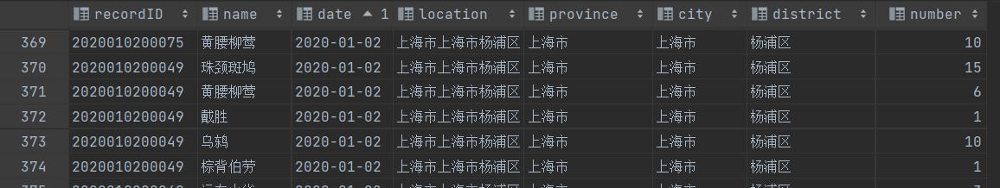 recordID name date 1 location province city district number
369 2020010200075 黄腰柳莺 2020-01-02 上海市上海市杨浦区 上海市 上海市 杨浦区 10
370 2020010200049 珠颈斑鸠 2020-01-02 上海市上海市杨浦区 上海市 上海市 杨浦区 15
371 2020010200049 黄腰柳莺 2020-01-02 上海市上海市杨浦区 上海市 上海市 杨浦区 6
372 2020010200049 戴胜 2020-01-02 上海市上海市杨浦区 上海市 上海市 杨浦区 1
373 2020010200049 乌鸫 2020-01-02 上海市上海市杨浦区 上海市 上海市 杨浦区 10
374 2020010200049 棕背伯劳 2020-01-02 上海市上海市杨浦区 上海市 上海市 杨浦区 1